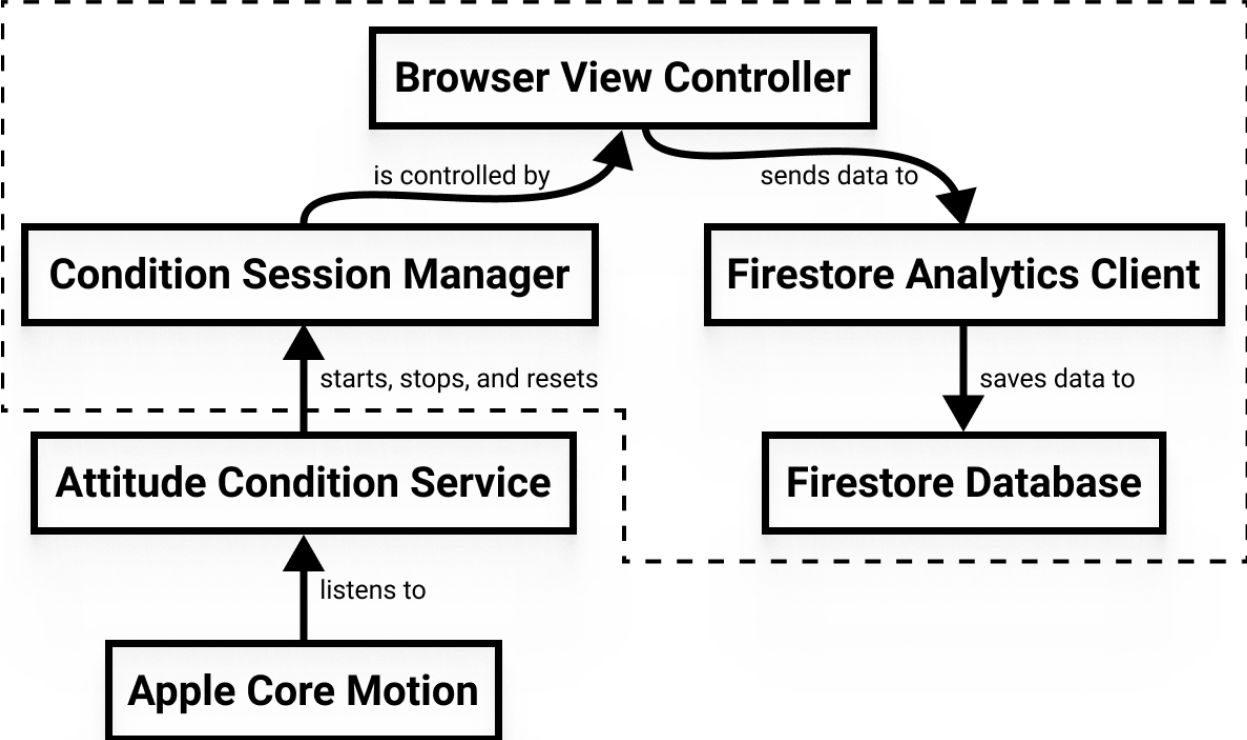 Browser View Controller
is controlled by
sends data to
Condition Session Manager
Firestore Analytics Client
starts, stops, and resets
saves data to
Attitude Condition Service
Firestore Database
listens to
Apple Core Motion